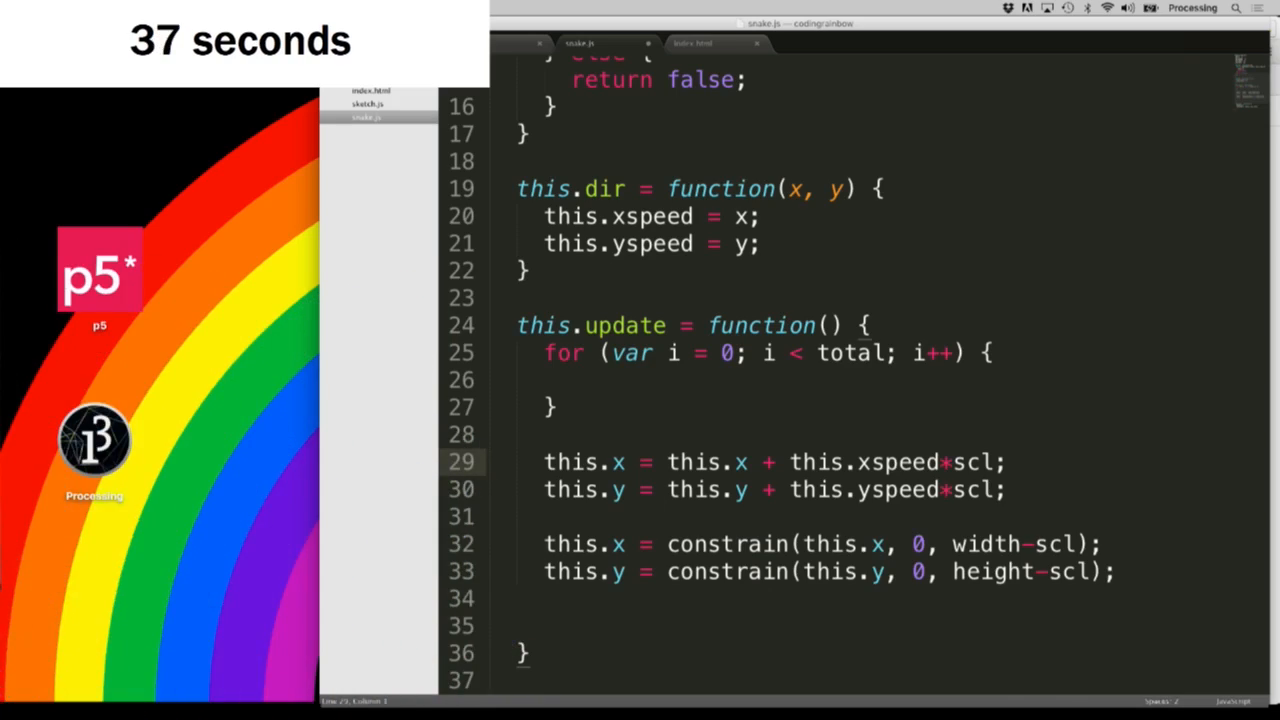 37 seconds
Processing
snake.js — codingrainbow
snake.js
index.html
index.html
sketch.js
snake.js
p5*
p5
Processing
} else {
return false;
16 }
17 }
18
19 this.dir = function(x, y) {
20 this.xspeed = x;
21 this.yspeed = y;
22 }
23
24 this.update = function() {
25 for (var i = 0; i < total; i++) {
26
27 }
28
29 this.x = this.x + this.xspeed*scl;
30 this.y = this.y + this.yspeed*scl;
31
32 this.x = constrain(this.x, 0, width-scl);
33 this.y = constrain(this.y, 0, height-scl);
34
35
36 }
37
Line 29, Column 1
Spaces: 2
JavaScript